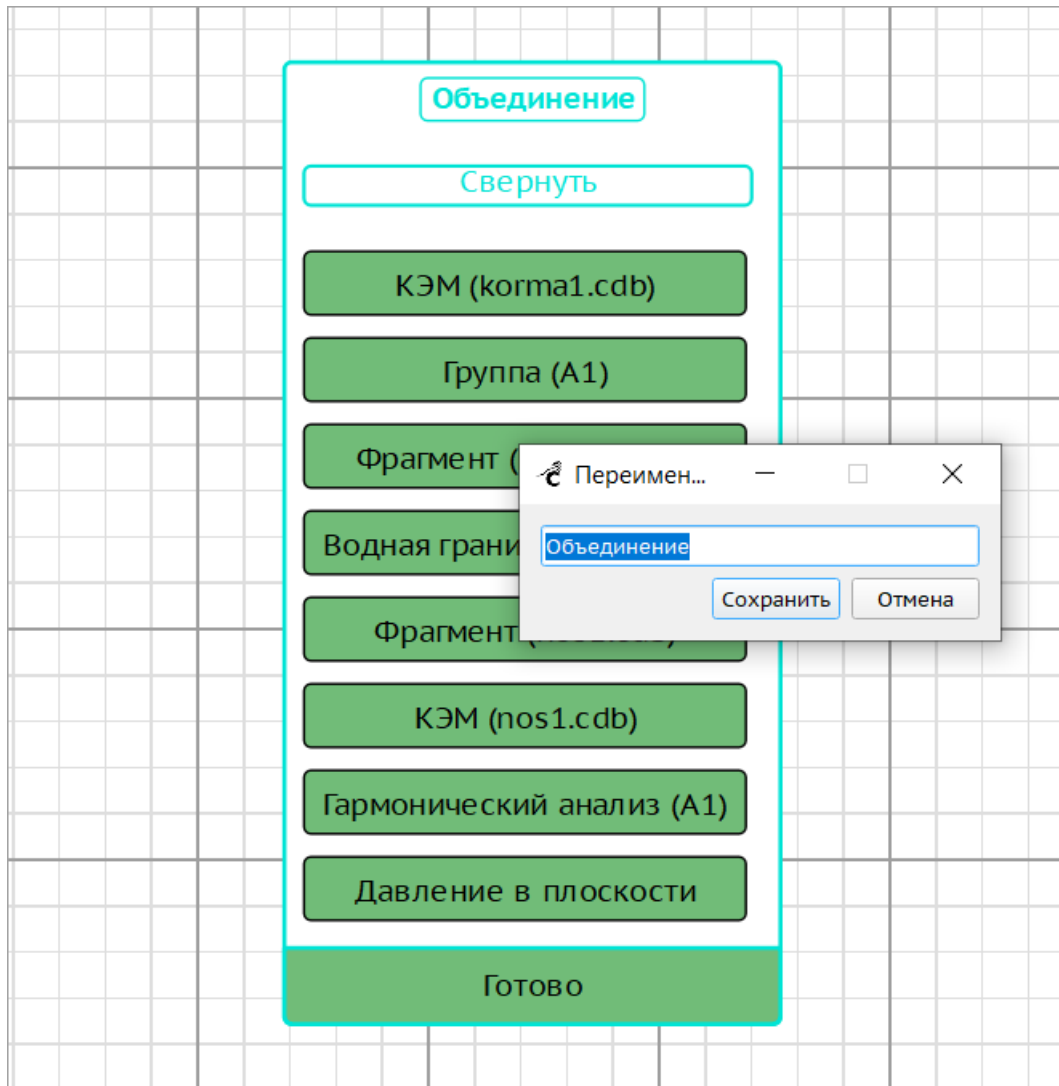 Объединение
Свернуть
КЭМ (korma1.cdb)
Группа (А1)
Фрагмент (
Переимен...
Водная грани
Объединение
Сохранить Отмена
Фрагмент
КЭМ (nos1.cdb)
Гармонический анализ (А1)
Давление в плоскости
Готово